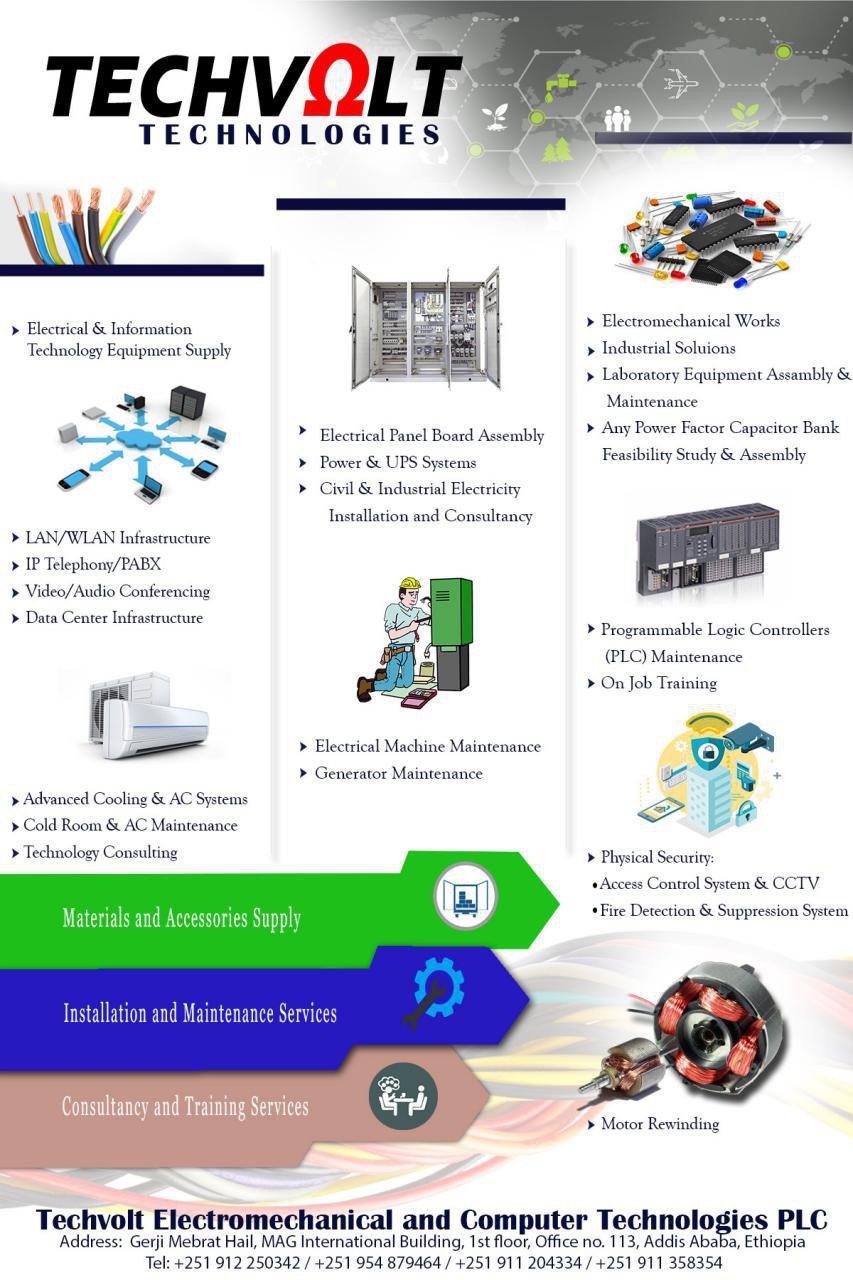 TECHVΩLT
TECHNOLOGIES
Electrical & Information
Technology Equipment Supply
LAN/WLAN Infrastructure
IP Telephony/PABX
Video/Audio Conferencing
Data Center Infrastructure
Advanced Cooling & AC Systems
Cold Room & AC Maintenance
Technology Consulting
Electrical Panel Board Assembly
Power & UPS Systems
Civil & Industrial Electricity
Installation and Consultancy
Electrical Machine Maintenance
Generator Maintenance
Electromechanical Works
Industrial Soluions
Laboratory Equipment Assambly &
Maintenance
Any Power Factor Capacitor Bank
Feasibility Study & Assembly
Programmable Logic Controllers
(PLC) Maintenance
On Job Training
Physical Security:
•Access Control System & CCTV
•Fire Detection & Suppression System
Motor Rewinding
Materials and Accessories Supply
Installation and Maintenance Services
Consultancy and Training Services
Techvolt Electromechanical and Computer Technologies PLC
Address: Gerji Mebrat Hail, MAG International Building, 1st floor, Office no. 113, Addis Ababa, Ethiopia
Tel: +251 912 250342 / +251 954 879464 / +251 911 204334 / +251 911 358354